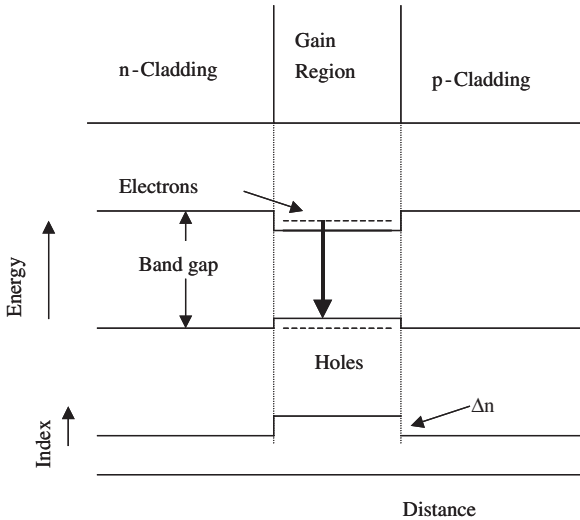 Gain
Region
n-Cladding
p-Cladding
Electrons
Energy
Band gap
Holes
Index
Δn
Distance